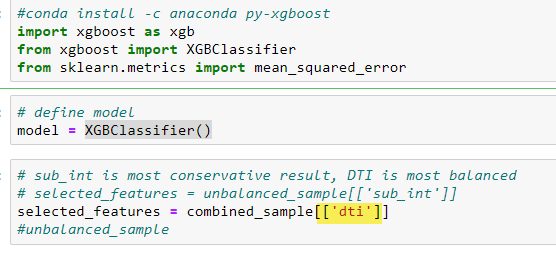 #conda install -c anaconda py-xgboost
import xgboost as xgb
from xgboost import XGBClassifier
from sklearn.metrics import mean_squared_error
# define model
model = XGBClassifier()
# sub_int is most conservative result, DTI is most balanced
# selected_features = unbalanced_sample[['sub_int']]
selected_features = combined_sample[['dti']]
#unbalanced_sample